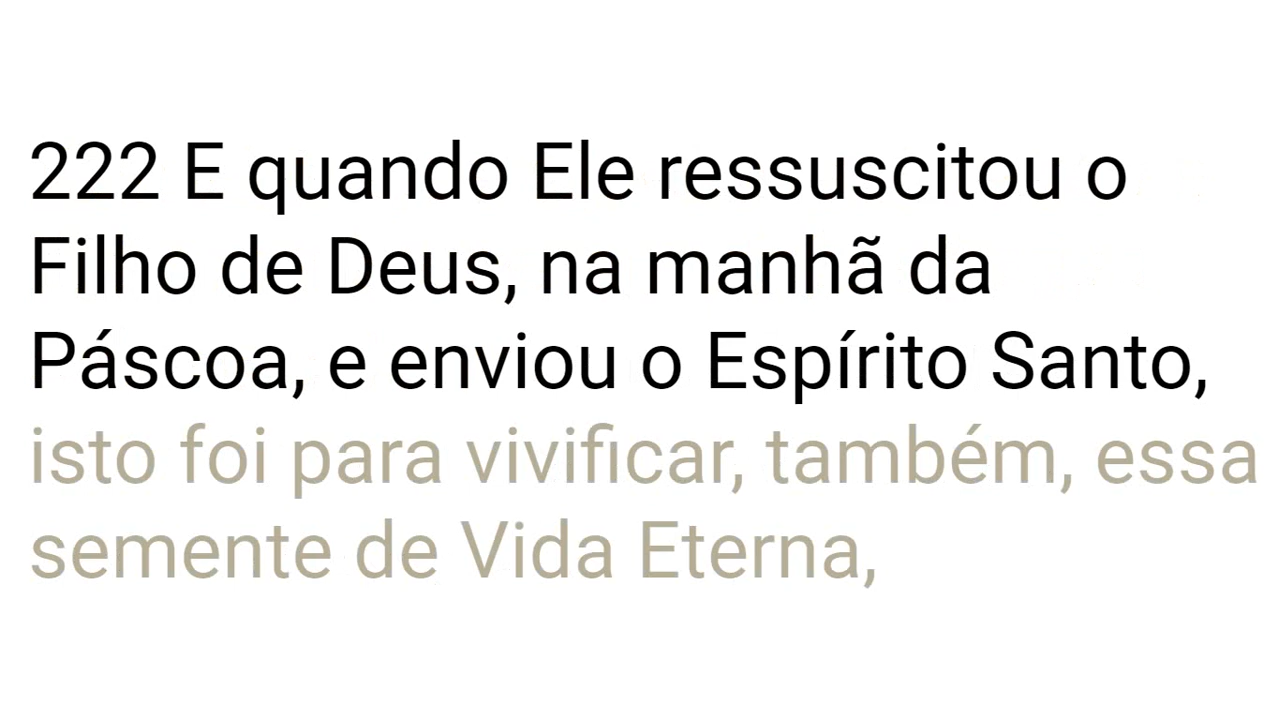 222 E quando Ele ressuscitou o
Filho de Deus, na manhã da
Páscoa, e enviou o Espírito Santo,
isto foi para vivificar, também, essa
semente de Vida Eterna,